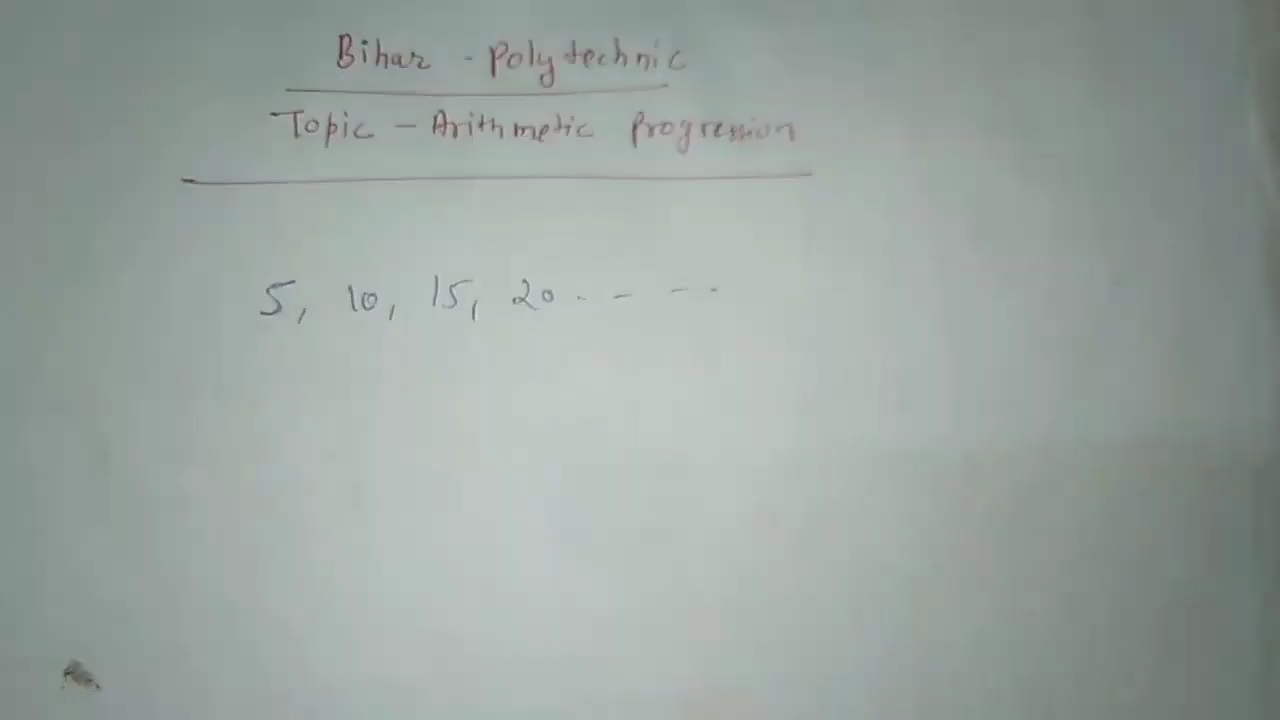 Bihar - Polytechnic
Topic - Arithmetic Progression
5, 10, 15, 20 . - - - .